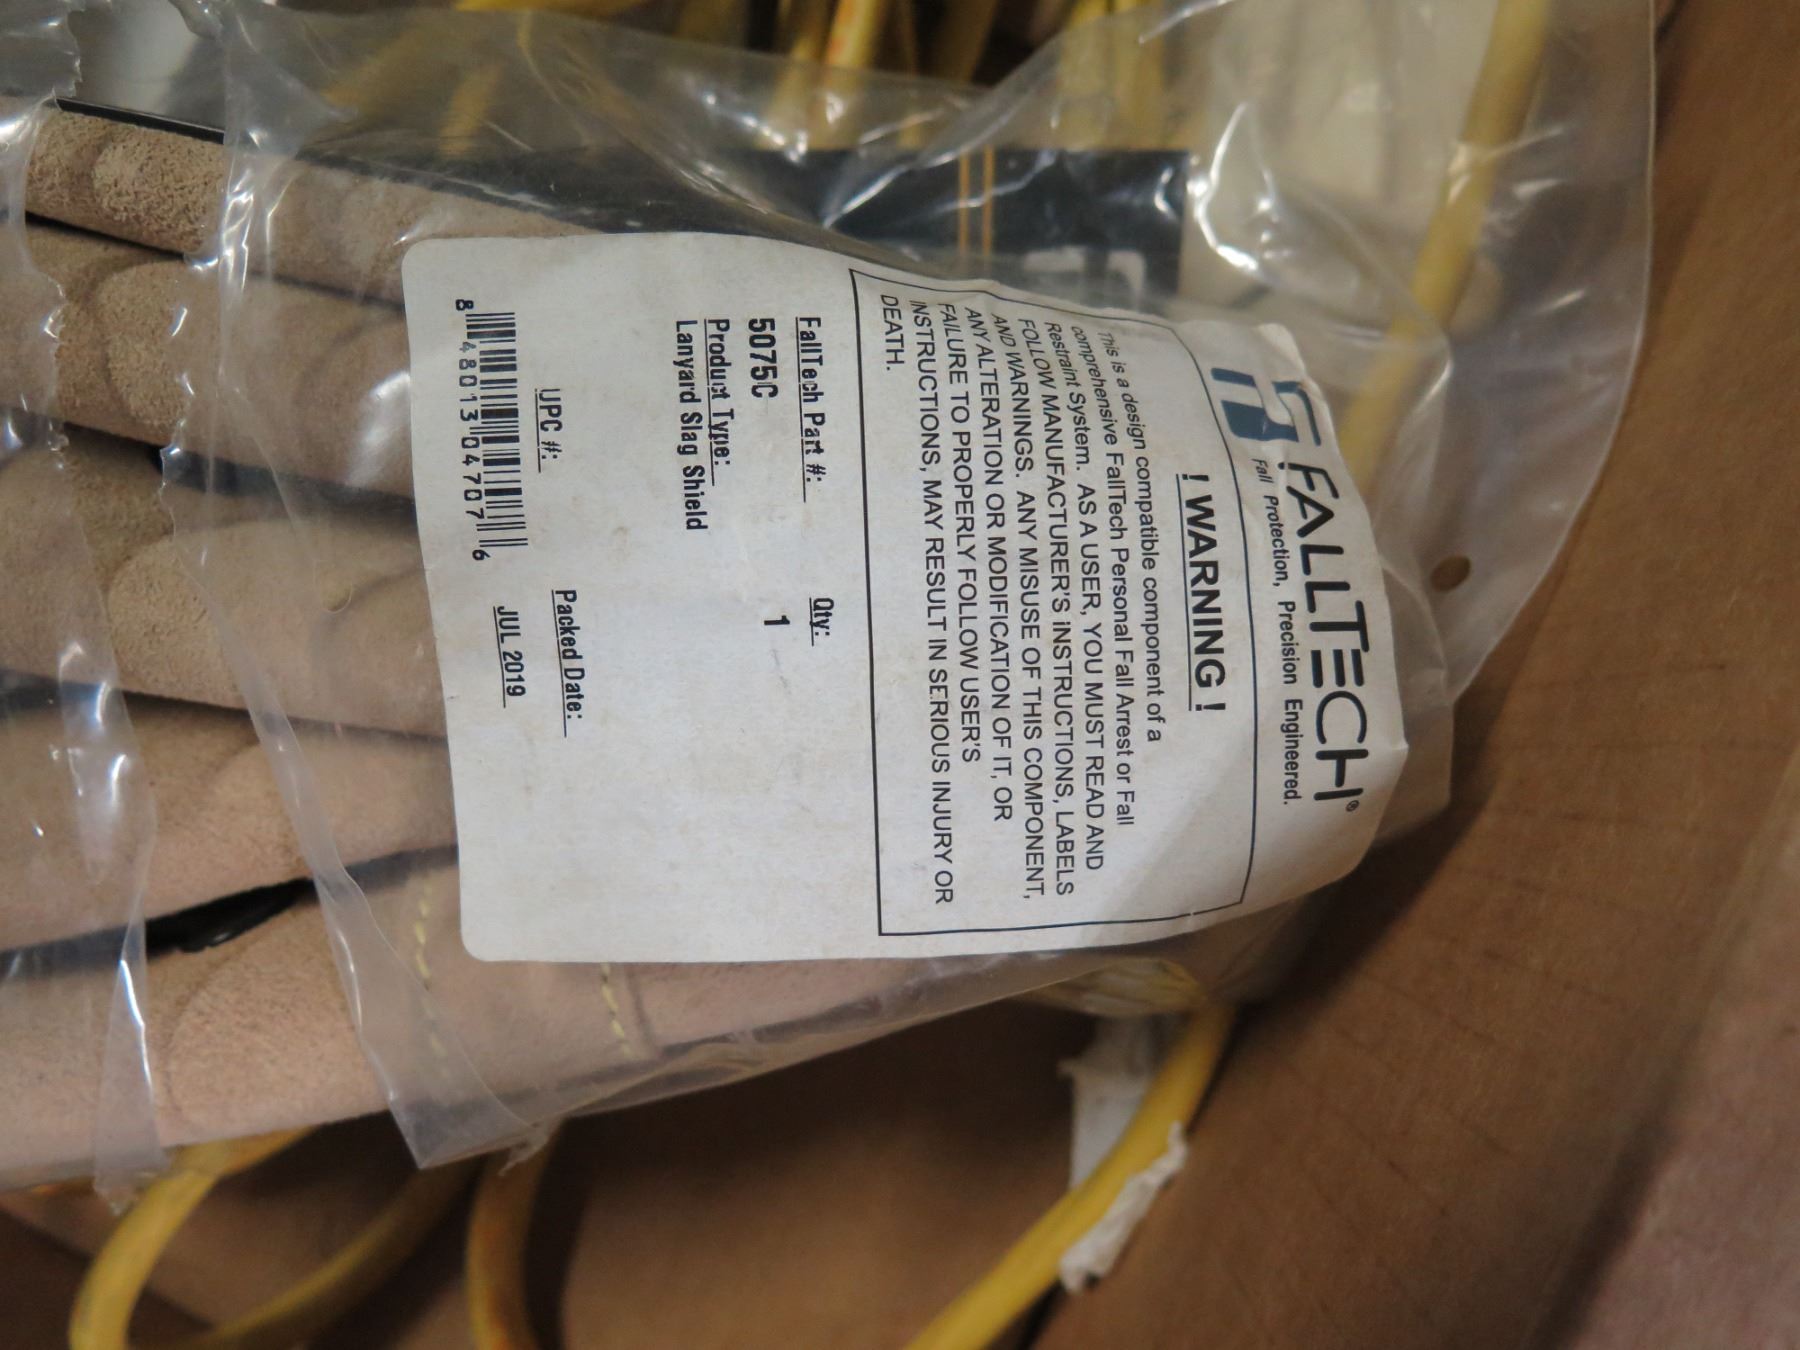 FALLTECH®
Fall Protection, Precision Engineered.
! WARNING !
This is a design compatible component of a
comprehensive FallTech Personal Fall Arrest or Fall
Restraint System. AS A USER, YOU MUST READ AND
FOLLOW MANUFACTURER'S INSTRUCTIONS, LABELS
AND WARNINGS. ANY MISUSE OF THIS COMPONENT,
ANY ALTERATION OR MODIFICATION OF IT, OR
FAILURE TO PROPERLY FOLLOW USER'S
INSTRUCTIONS, MAY RESULT IN SERIOUS INJURY OR
DEATH.
FallTech Part #: Qty:
5075C 1
Product Type:
Lanyard Slag Shield
UPC #: Packed Date:
8 48013 04707 6 JUL 2019